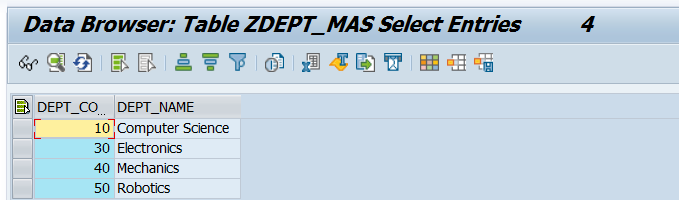 Data Browser: Table ZDEPT_MAS Select Entries 4
DEPT_CO... DEPT_NAME
10 Computer Science
30 Electronics
40 Mechanics
50 Robotics